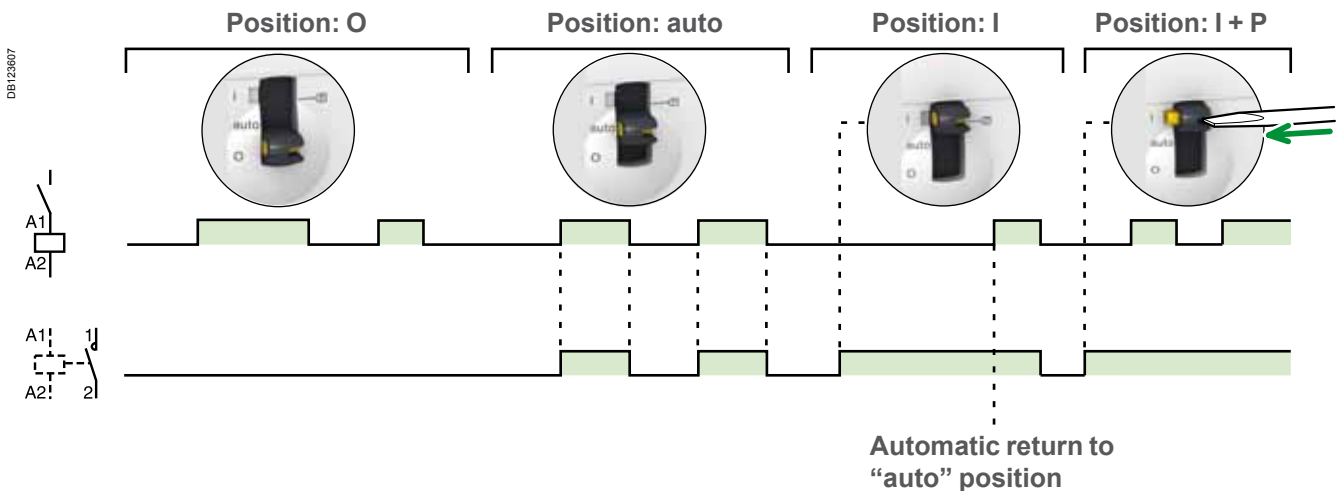 Position: O
Position: auto
Position: I
Position: I + P
DB123607
I
auto
O
I
auto
O
I
auto
O
I
auto
O
A1
A2
A1
1
A2
2
Automatic return to
“auto” position